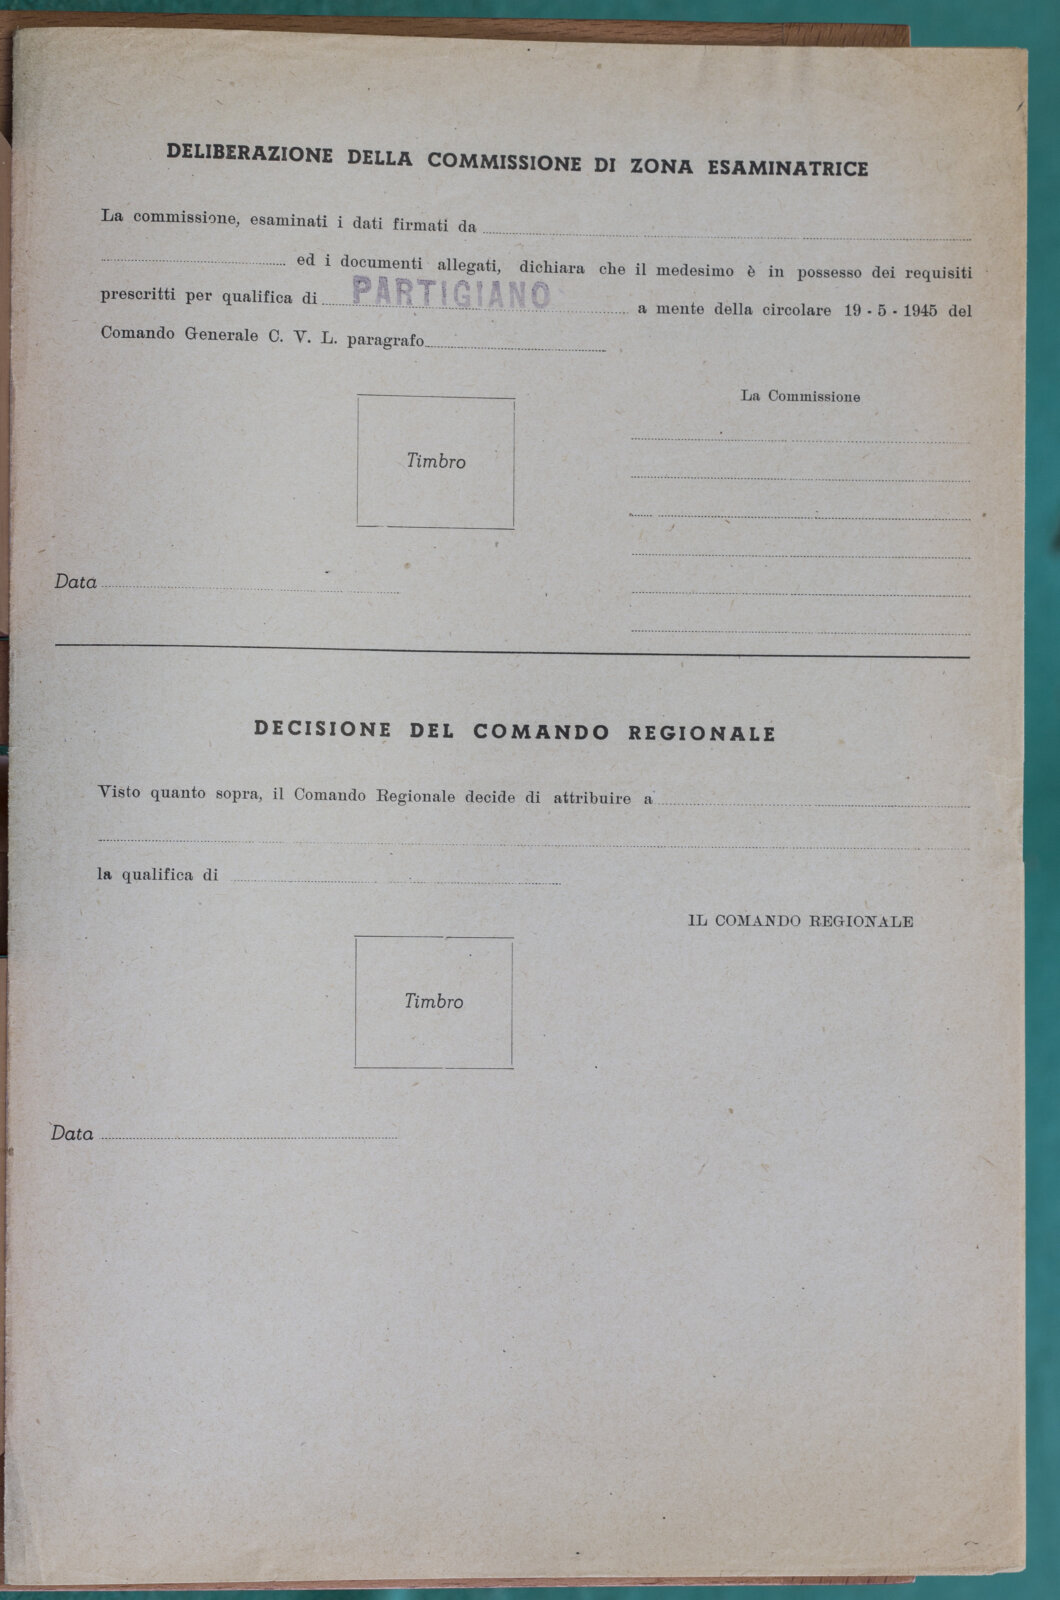 DELIBERAZIONE DELLA COMMISSIONE DI ZONA ESAMINATRICE
La commissione, esaminati i dati firmati da
ed i documenti allegati, dichiara che il medesimo è in possesso dei requisiti
prescritti per qualifica di PARTIGIANO a mente della circolare 19 - 5 - 1945 del
Comando Generale C. V. L. paragrafo
La Commissione
Timbro
Data
DECISIONE DEL COMANDO REGIONALE
Visto quanto sopra, il Comando Regionale decide di attribuire a
la qualifica di
IL COMANDO REGIONALE
Timbro
Data